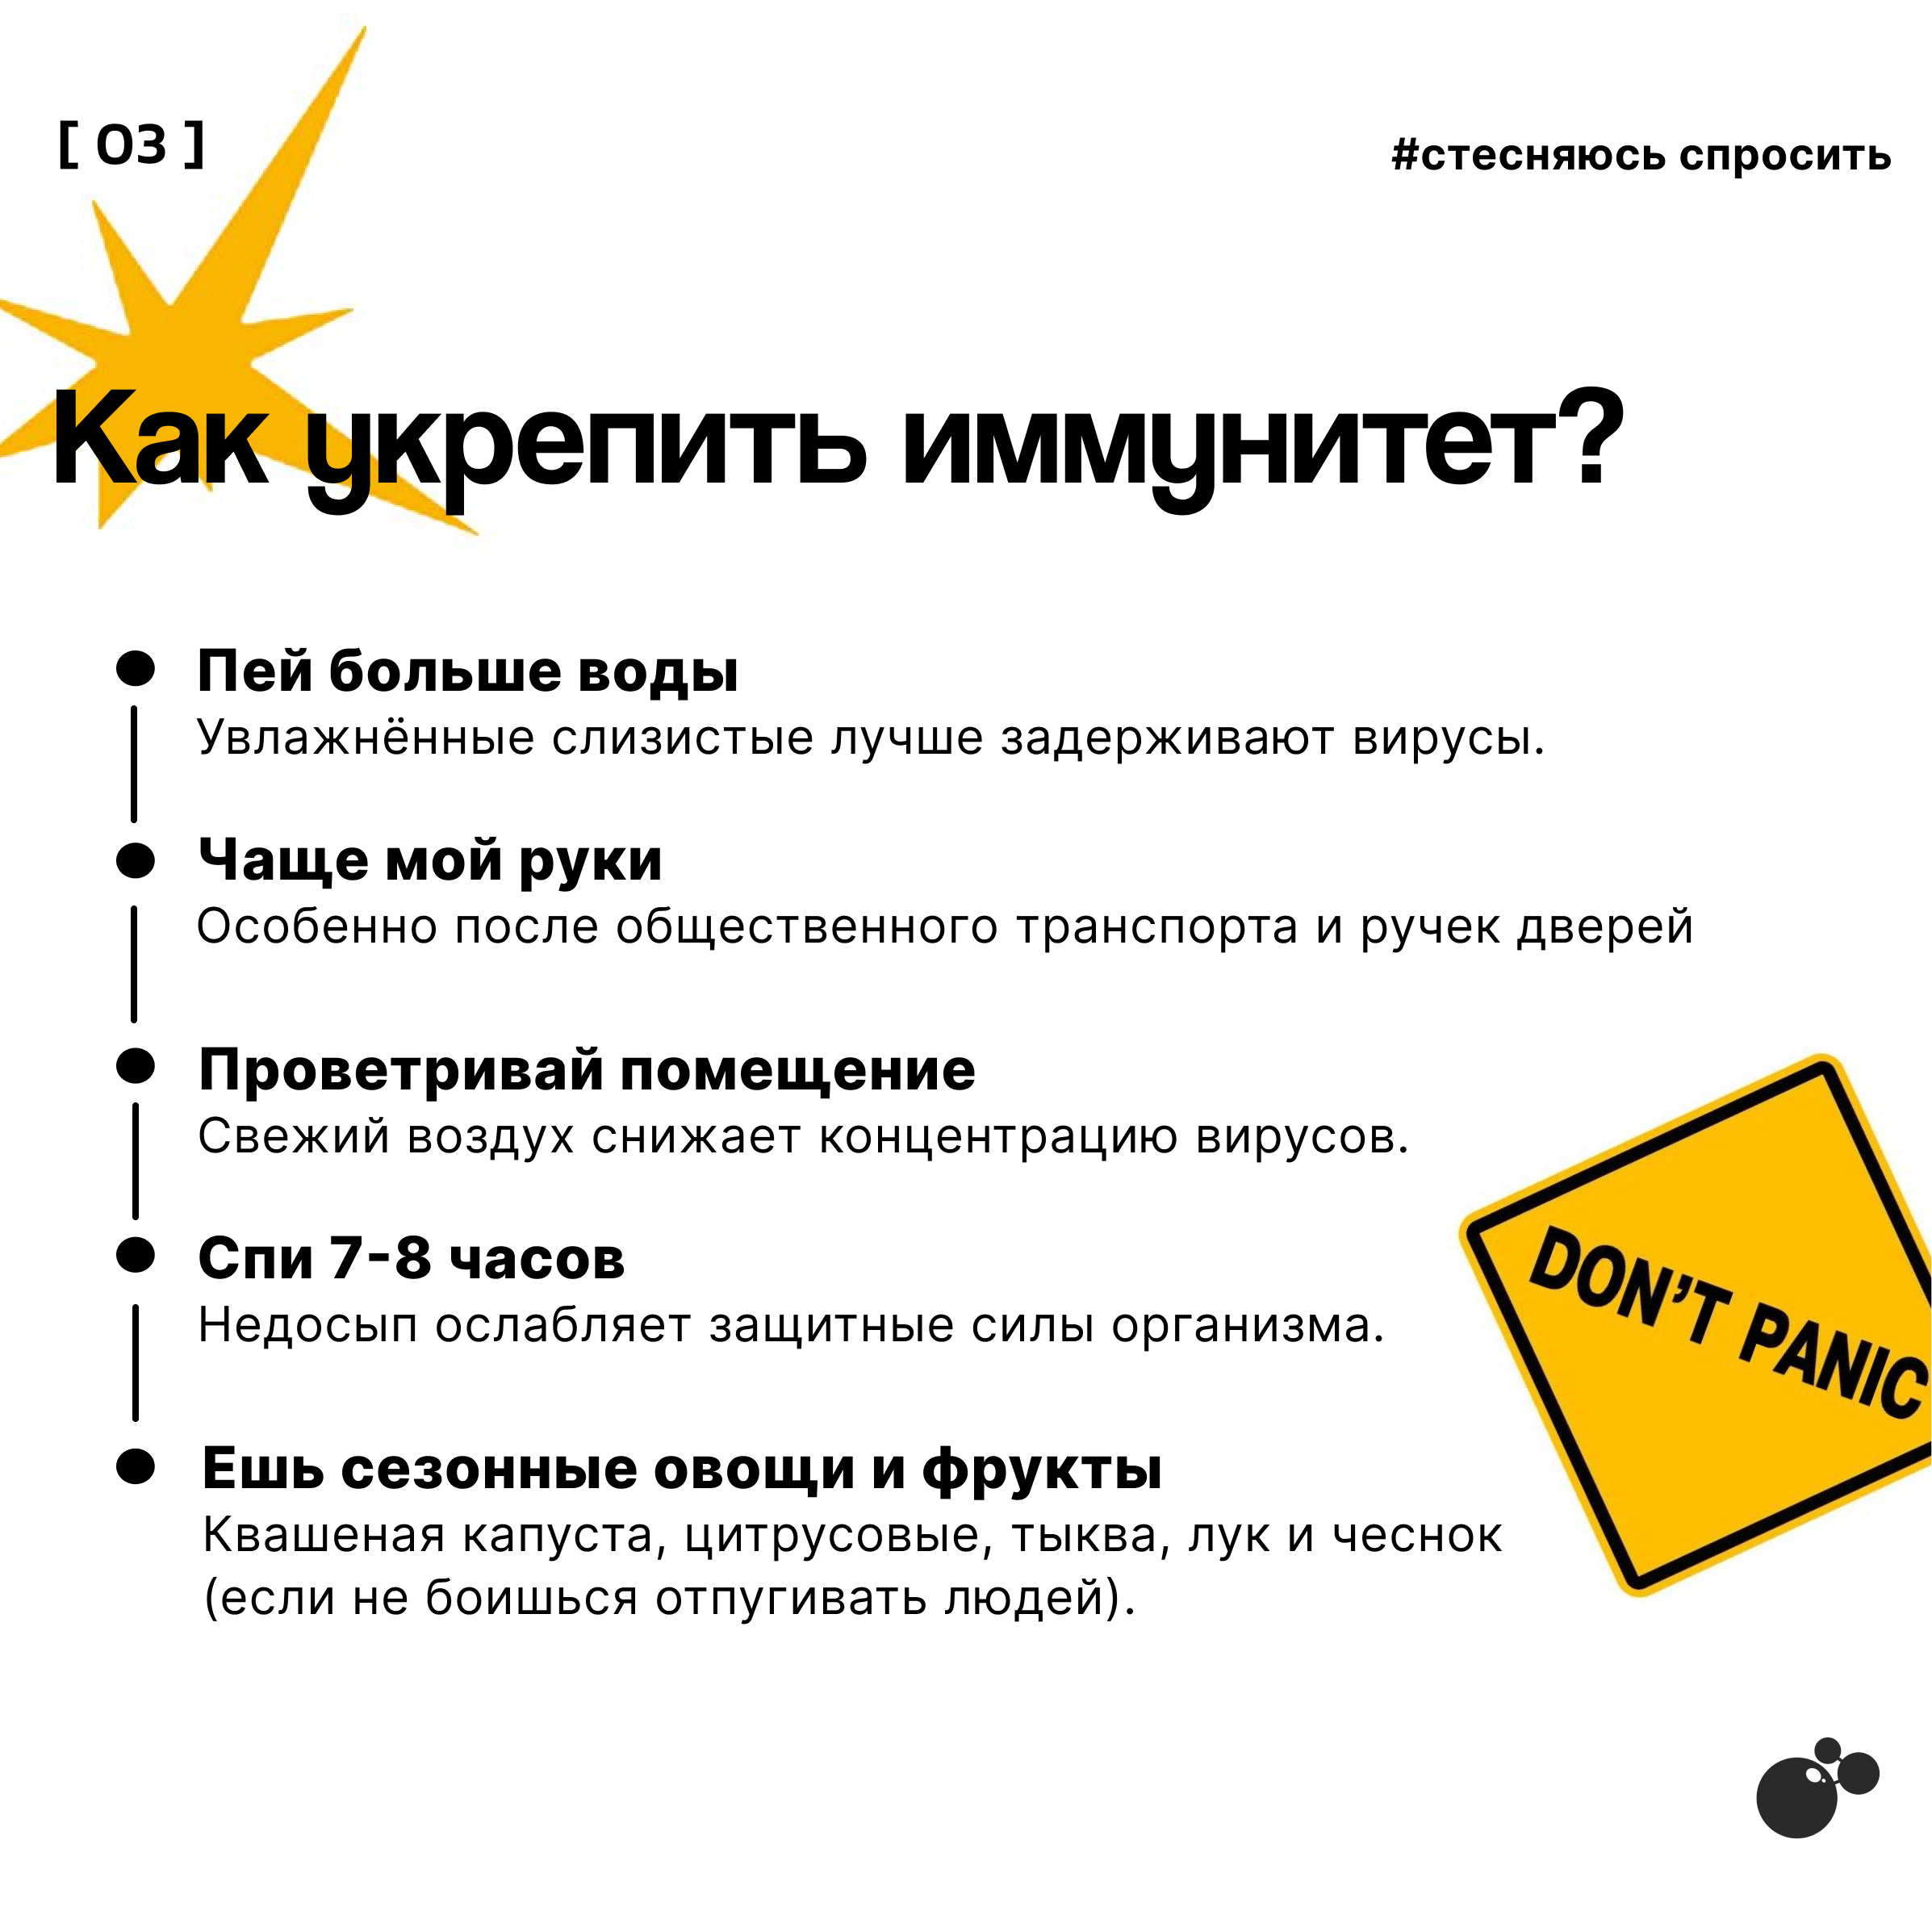 [ 03 ]
#стесняюсь спросить
Как укрепить иммунитет?
Пей больше воды
Увлажнённые слизистые лучше задерживают вирусы.
Чаще мой руки
Особенно после общественного транспорта и ручек дверей
Проветривай помещение
Свежий воздух снижает концентрацию вирусов.
Спи 7-8 часов
Недосып ослабляет защитные силы организма.
DON'T PANIC
Ешь сезонные овощи и фрукты
Квашеная капуста, цитрусовые, тыква, лук и чеснок
(если не боишься отпугивать людей).